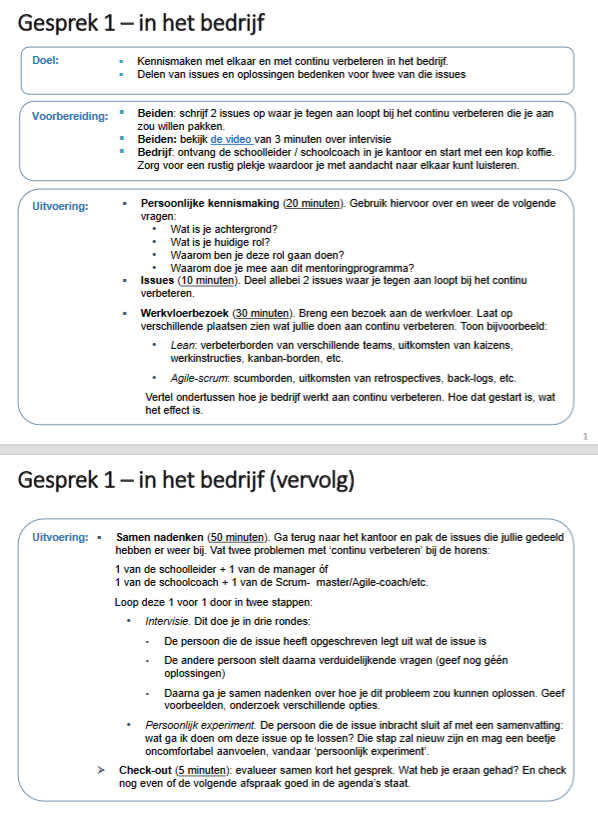 Gesprek 1 – in het bedrijf
Doel:
▪ Kennismaken met elkaar en met continu verbeteren in het bedrijf.
▪ Delen van issues en oplossingen bedenken voor twee van die issues
Voorbereiding:
▪ Beiden: schrijf 2 issues op waar je tegen aan loopt bij het continu verbeteren die je aan
zou willen pakken.
▪ Beiden: bekijk de video van 3 minuten over intervisie
▪ Bedrijf: ontvang de schoolleider / schoolcoach in je kantoor en start met een kop koffie.
Zorg voor een rustig plekje waardoor je met aandacht naar elkaar kunt luisteren.
Uitvoering:
▪ Persoonlijke kennismaking (20 minuten). Gebruik hiervoor over en weer de volgende
vragen:
• Wat is je achtergrond?
• Wat is je huidige rol?
• Waarom ben je deze rol gaan doen?
• Waarom doe je mee aan dit mentoringprogramma?
▪ Issues (10 minuten). Deel allebei 2 issues waar je tegen aan loopt bij het continu
verbeteren.
▪ Werkvloerbezoek (30 minuten). Breng een bezoek aan de werkvloer. Laat op
verschillende plaatsen zien wat jullie doen aan continu verbeteren. Toon bijvoorbeeld:
• Lean: verbeterborden van verschillende teams, uitkomsten van kaizens,
werkinstructies, kanban-borden, etc.
• Agile-scrum: scumborden, uitkomsten van retrospectives, back-logs, etc.
Vertel ondertussen hoe je bedrijf werkt aan continu verbeteren. Hoe dat gestart is, wat
het effect is.
1
Gesprek 1 – in het bedrijf (vervolg)
Uitvoering:
▪ Samen nadenken (50 minuten). Ga terug naar het kantoor en pak de issues die jullie gedeeld
hebben er weer bij. Vat twee problemen met ‘continu verbeteren’ bij de horens:
1 van de schoolleider + 1 van de manager óf
1 van de schoolcoach + 1 van de Scrum- master/Agile-coach/etc.
Loop deze 1 voor 1 door in twee stappen:
• Intervisie. Dit doe je in drie rondes:
- De persoon die de issue heeft opgeschreven legt uit wat de issue is
- De andere persoon stelt daarna verduidelijkende vragen (geef nog géén
oplossingen)
- Daarna ga je samen nadenken over hoe je dit probleem zou kunnen oplossen. Geef
voorbeelden, onderzoek verschillende opties.
• Persoonlijk experiment. De persoon die de issue inbracht sluit af met een samenvatting:
wat ga ik doen om deze issue op te lossen? Die stap zal nieuw zijn en mag een beetje
oncomfortabel aanvoelen, vandaar ‘persoonlijk experiment’.
➢ Check-out (5 minuten): evalueer samen kort het gesprek. Wat heb je eraan gehad? En check
nog even of de volgende afspraak goed in de agenda’s staat.